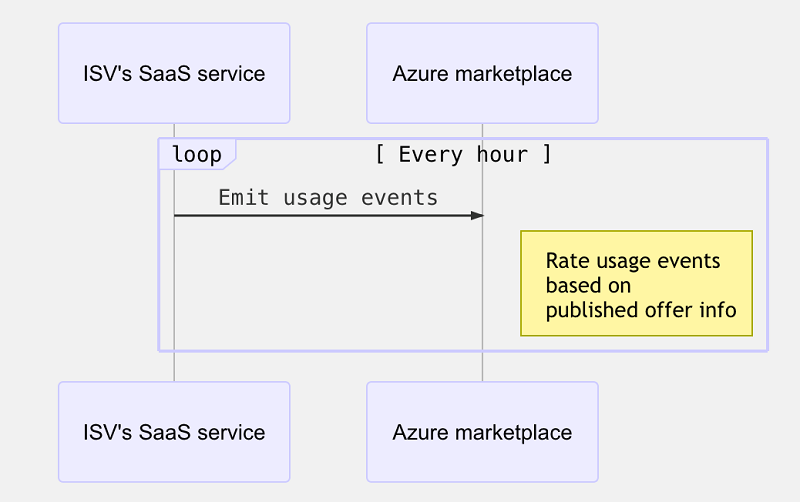 ISV's SaaS service
Azure marketplace
loop
[ Every hour ]
Emit usage events
Rate usage events
based on
published offer info
ISV's SaaS service
Azure marketplace